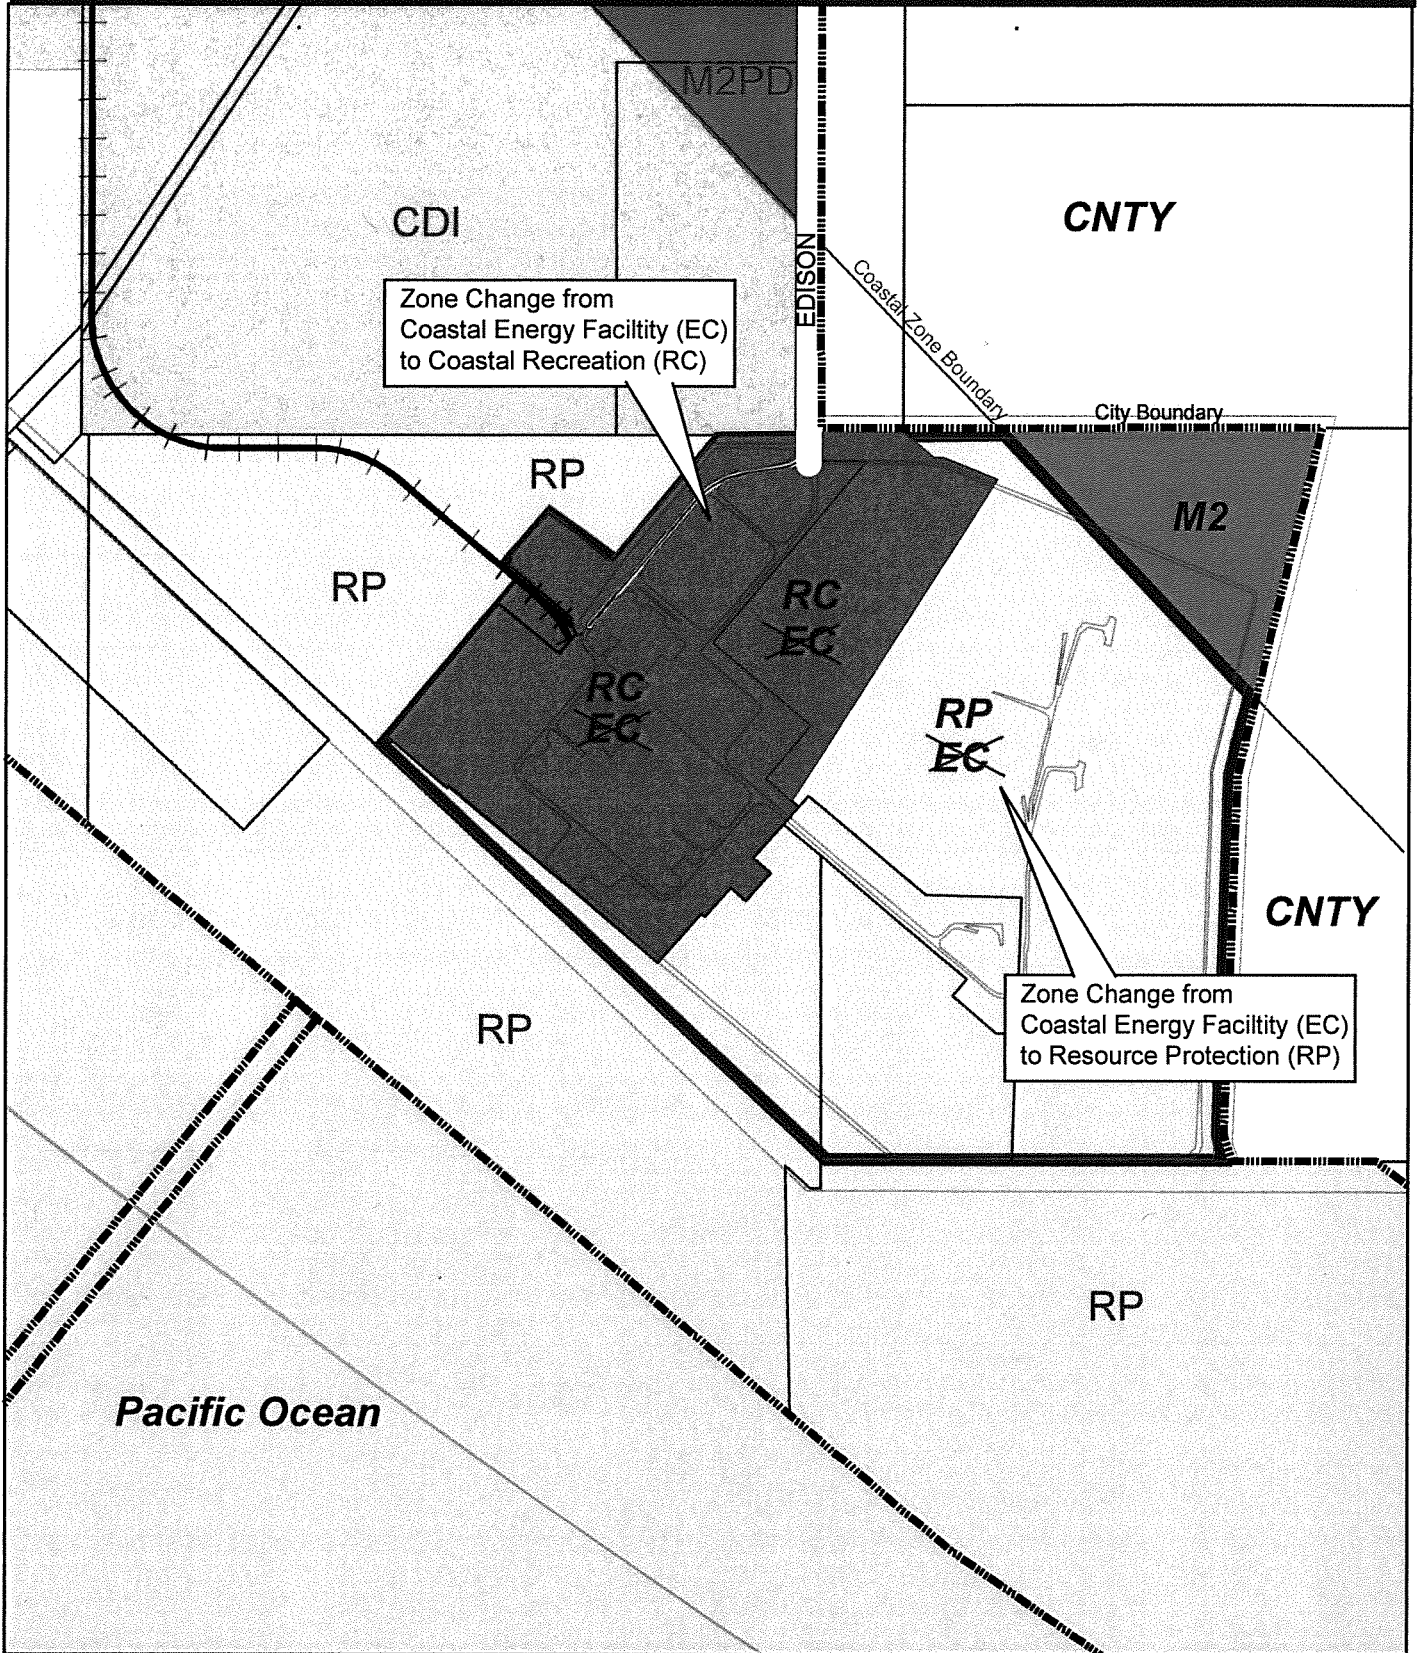 M2PD
CDI
CNTY
EDISON
Coastal Zone Boundary
Zone Change from
Coastal Energy Faciltity (EC)
to Coastal Recreation (RC)
City Boundary
RP
M2
RP
RC
EC
RC
EC
RP
EC
CNTY
Zone Change from
Coastal Energy Faciltity (EC)
to Resource Protection (RP)
RP
RP
Pacific Ocean